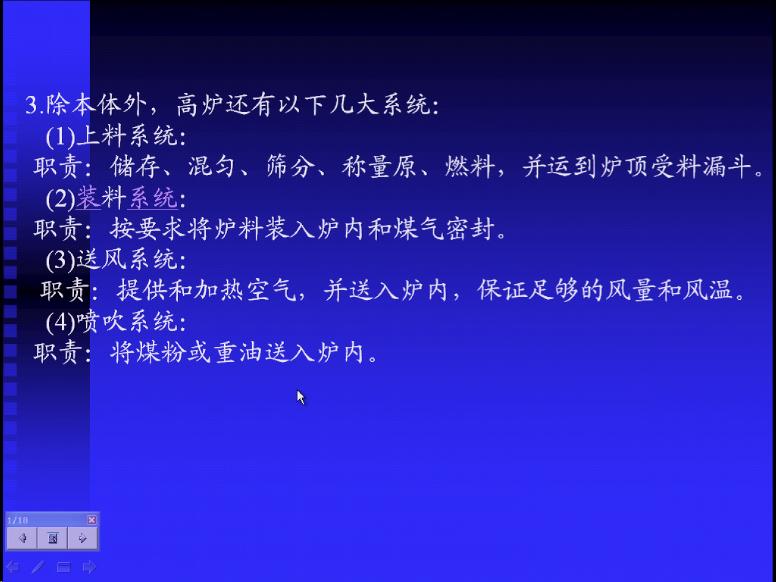 3.除本体外，高炉还有以下几大系统：
(1)上料系统：
职责：储存、混匀、筛分、称量原、燃料，并运到炉顶受料漏斗。
(2)装料系统：
职责：按要求将炉料装入炉内和煤气密封。
(3)送风系统：
职责：提供和加热空气，并送入炉内，保证足够的风量和风温。
(4)喷吹系统：
职责：将煤粉或重油送入炉内。
1/18